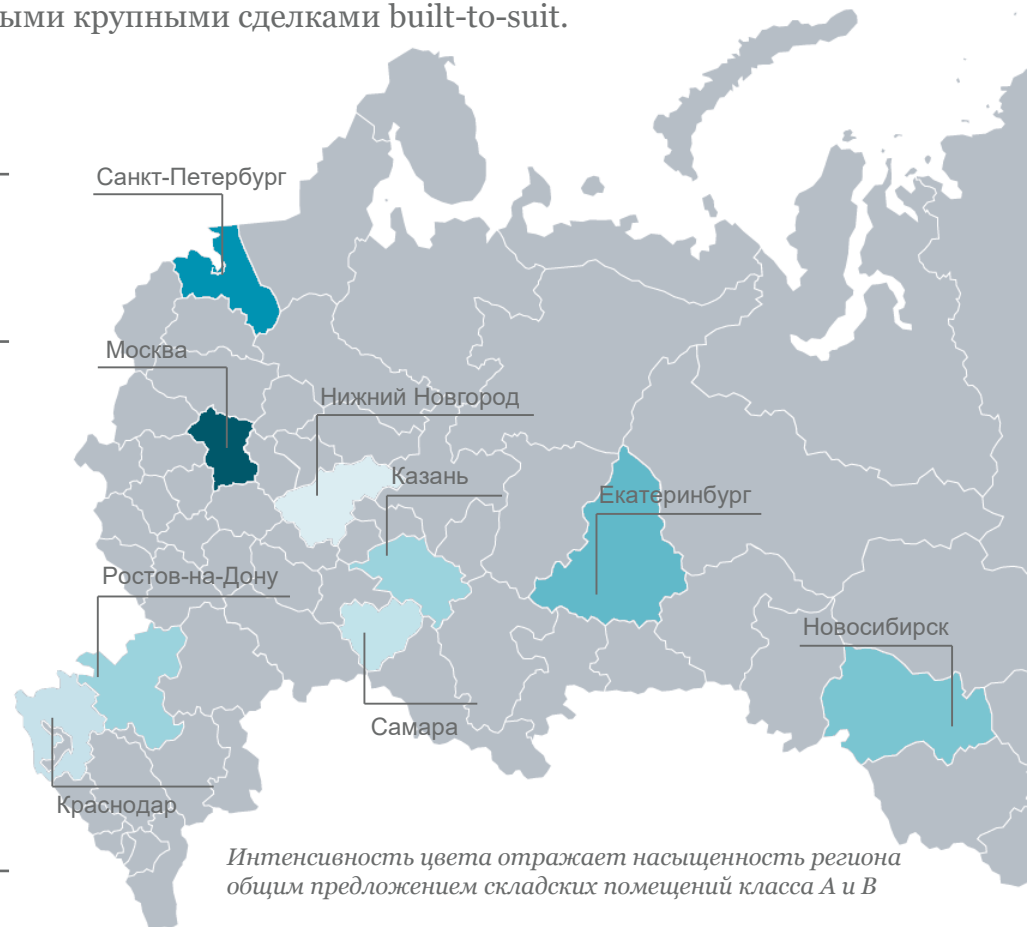 ыми крупными сделками built-to-suit.
Санкт-Петербург
Москва
Нижний Новгород
Казань
Екатеринбург
Ростов-на-Дону
Новосибирск
Самара
Краснодар
Интенсивность цвета отражает насыщенность региона
общим предложением складских помещений класса А и В